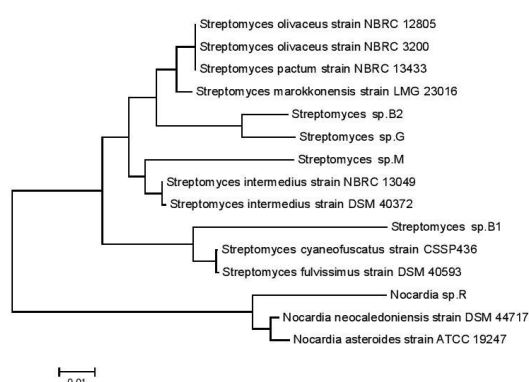 Streptomyces olivaceus strain NBRC 12805
Streptomyces olivaceus strain NBRC 3200
Streptomyces pactum strain NBRC 13433
Streptomyces marokkonensis strain LMG 23016
Streptomyces sp.B2
Streptomyces sp.G
Streptomyces sp.M
Streptomyces intermedius strain NBRC 13049
Streptomyces intermedius strain DSM 40372
Streptomyces sp.B1
Streptomyces cyaneofuscatus strain CSSP436
Streptomyces fulvissimus strain DSM 40593
Nocardia sp.R
Nocardia neocaledoniensis strain DSM 44717
Nocardia asteroides strain ATCC 19247
0.01